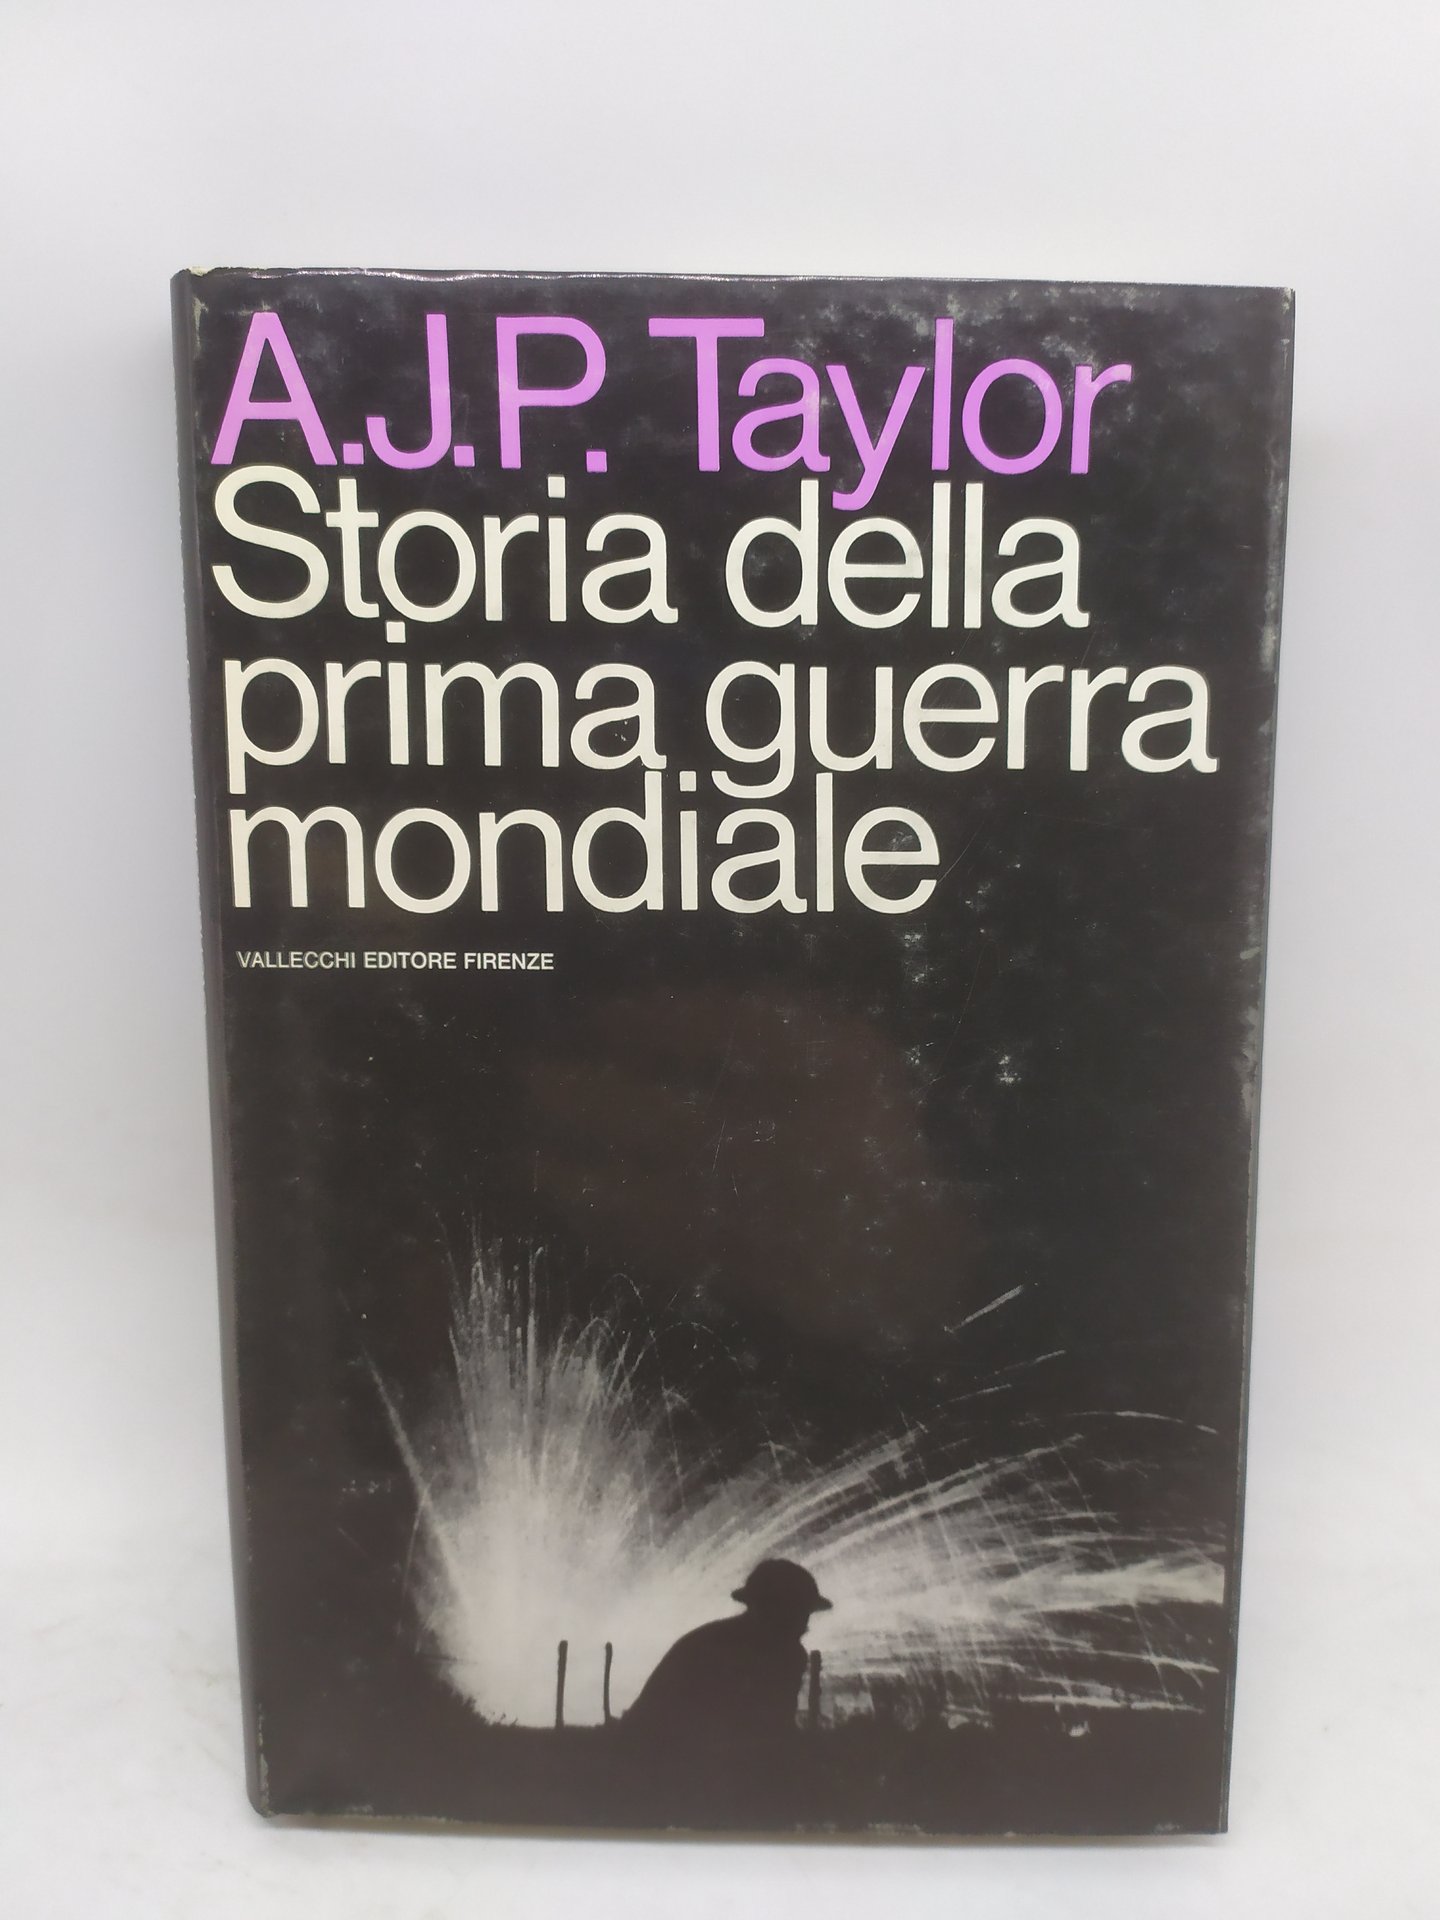 A.J.P. Taylor
Storia della
prima guerra
mondiale
VALLECCHI EDITORE FIRENZE